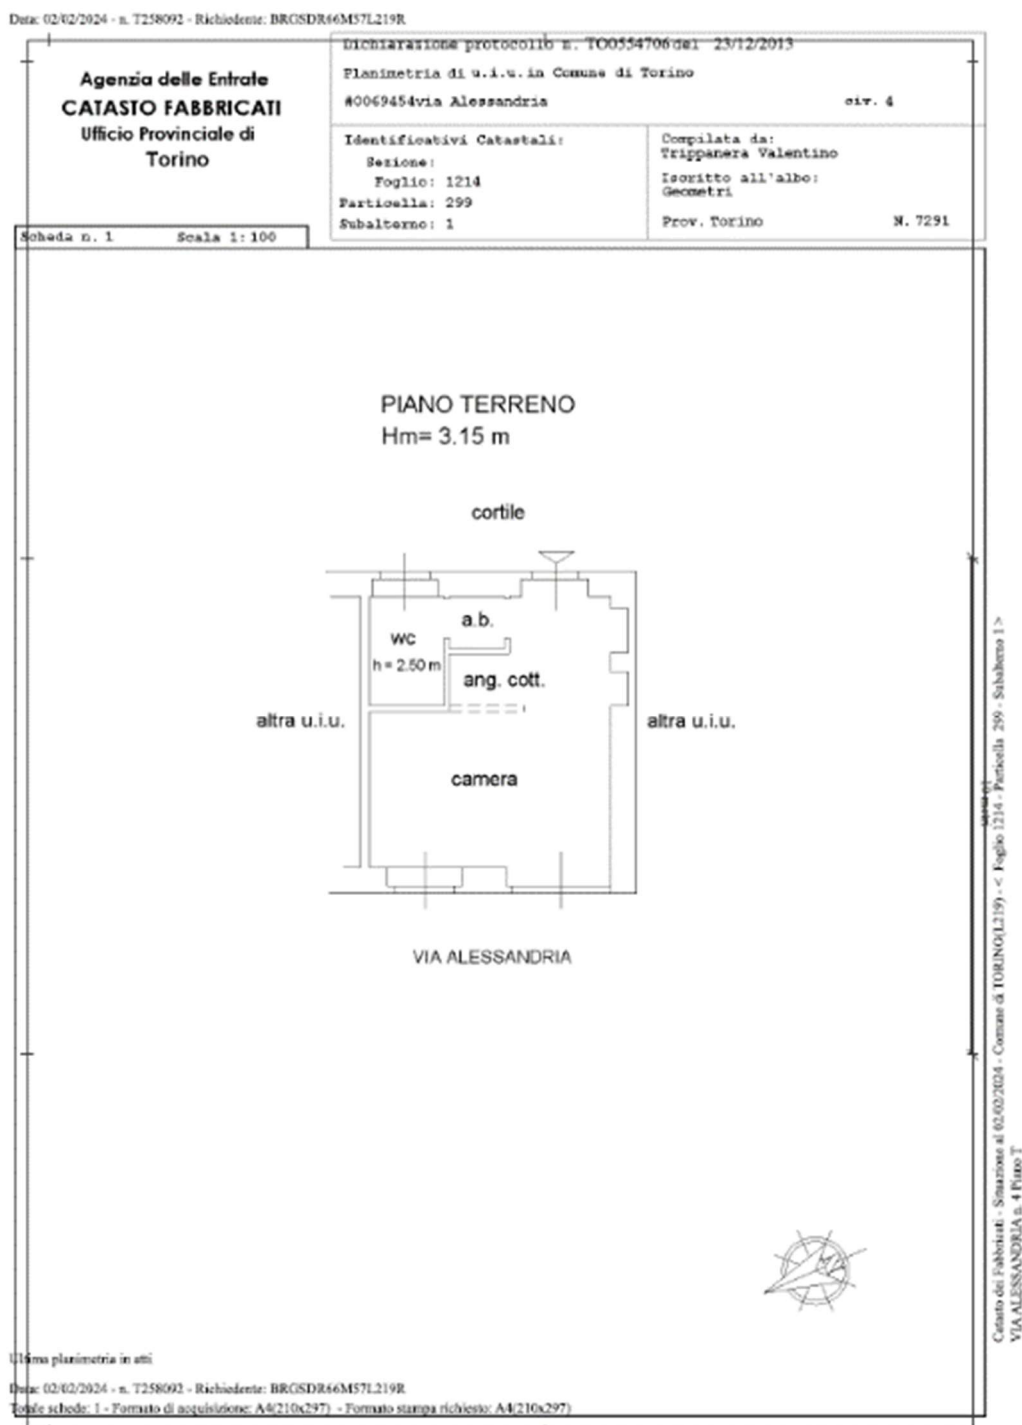 Data: 02/02/2024 - n. T258092 - Richiedente: BRGSDR66M57L219R
Agenzia delle Entrate
CATASTO FABBRICATI
Ufficio Provinciale di
Torino
Dichiarazione protocollo n. TO0554706 del 23/12/2013
Planimetria di u.i.u. in Comune di Torino
#0069454via Alessandria civ. 4
Identificativi Catastali:
Sezione:
Foglio: 1214
Particella: 299
Subalterno: 1
Compilata da:
Trippanera Valentino
Iscritto all'albo:
Geometri
Prov. Torino N. 7291
Scheda n. 1 Scala 1:100
PIANO TERRENO
Hm= 3.15 m
cortile
a.b.
wc
h = 2.50 m
ang. cott.
altra u.i.u.
altra u.i.u.
camera
VIA ALESSANDRIA
Catasto dei Fabbricati - Situazione al 02/02/2024 - Comune di TORINO(L219) - < Foglio 1214 - Particella 299 - Subalterno 1 >
VIA ALESSANDRIA n. 4 Piano T
Ultima planimetria in atti
Data: 02/02/2024 - n. T258092 - Richiedente: BRGSDR66M57L219R
Totale schede: 1 - Formato di acquisizione: A4(210x297) - Formato stampa richiesto: A4(210x297)